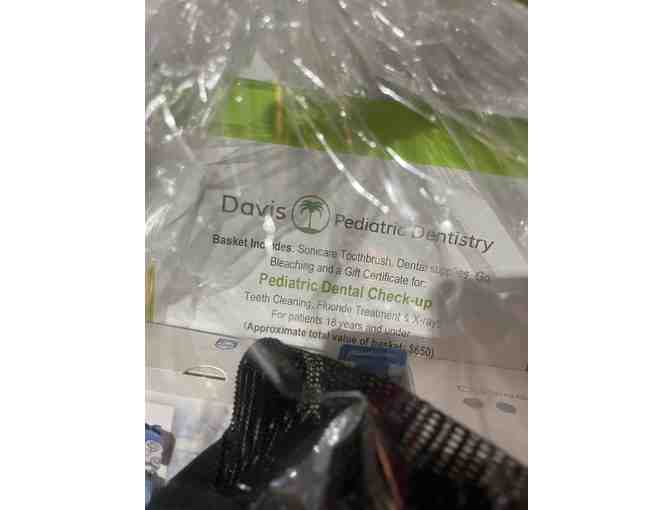 Davis Pediatric Dentistry
Basket Includes: Sonicare Toothbrush, Dental supplies, Go
Bleaching and a Gift Certificate for:
Pediatric Dental Check-up
Teeth Cleaning, Fluoride Treatment & X-rays
For patients 18 years and under
(Approximate total value of basket: $650)